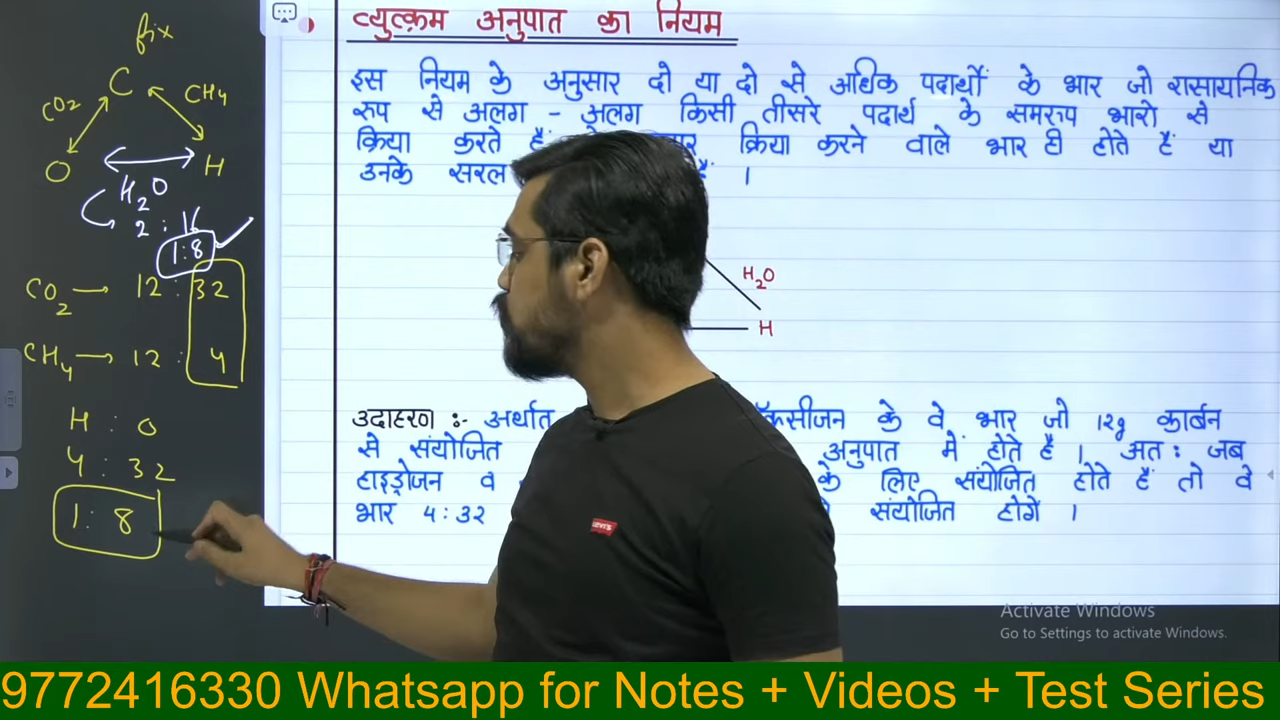 fix
C
CO2
CH4
O
H
H2O
2 : 16
1:8
CO2 → 12 : 32
CH4 → 12 : 4
H : O
4 : 32
1 : 8
व्युत्क़म अनुपात का नियम
इस नियम के अनुसार दो या दो से अधिक पदार्थों के भार जो रासायनिक
रुप से अलग - अलग किसी तीसरे पदार्थ के समरुप भारो से
क्रिया करते क्रिया करने वाले भार ही होते हैं या
उनके सरल हैं ।
H2O
H
उदाहरण :- अर्थात के वे भार जो 12g कार्बन
से संयोजित अनुपात में होते है । अत : जब
हाइड्रोजन व के लिए संयोजित होते हैं तो वे
भार 4:32 संयोजित होगें ।
Levi's
Activate Windows
Go to Settings to activate Windows.
9772416330 Whatsapp for Notes + Videos + Test Series